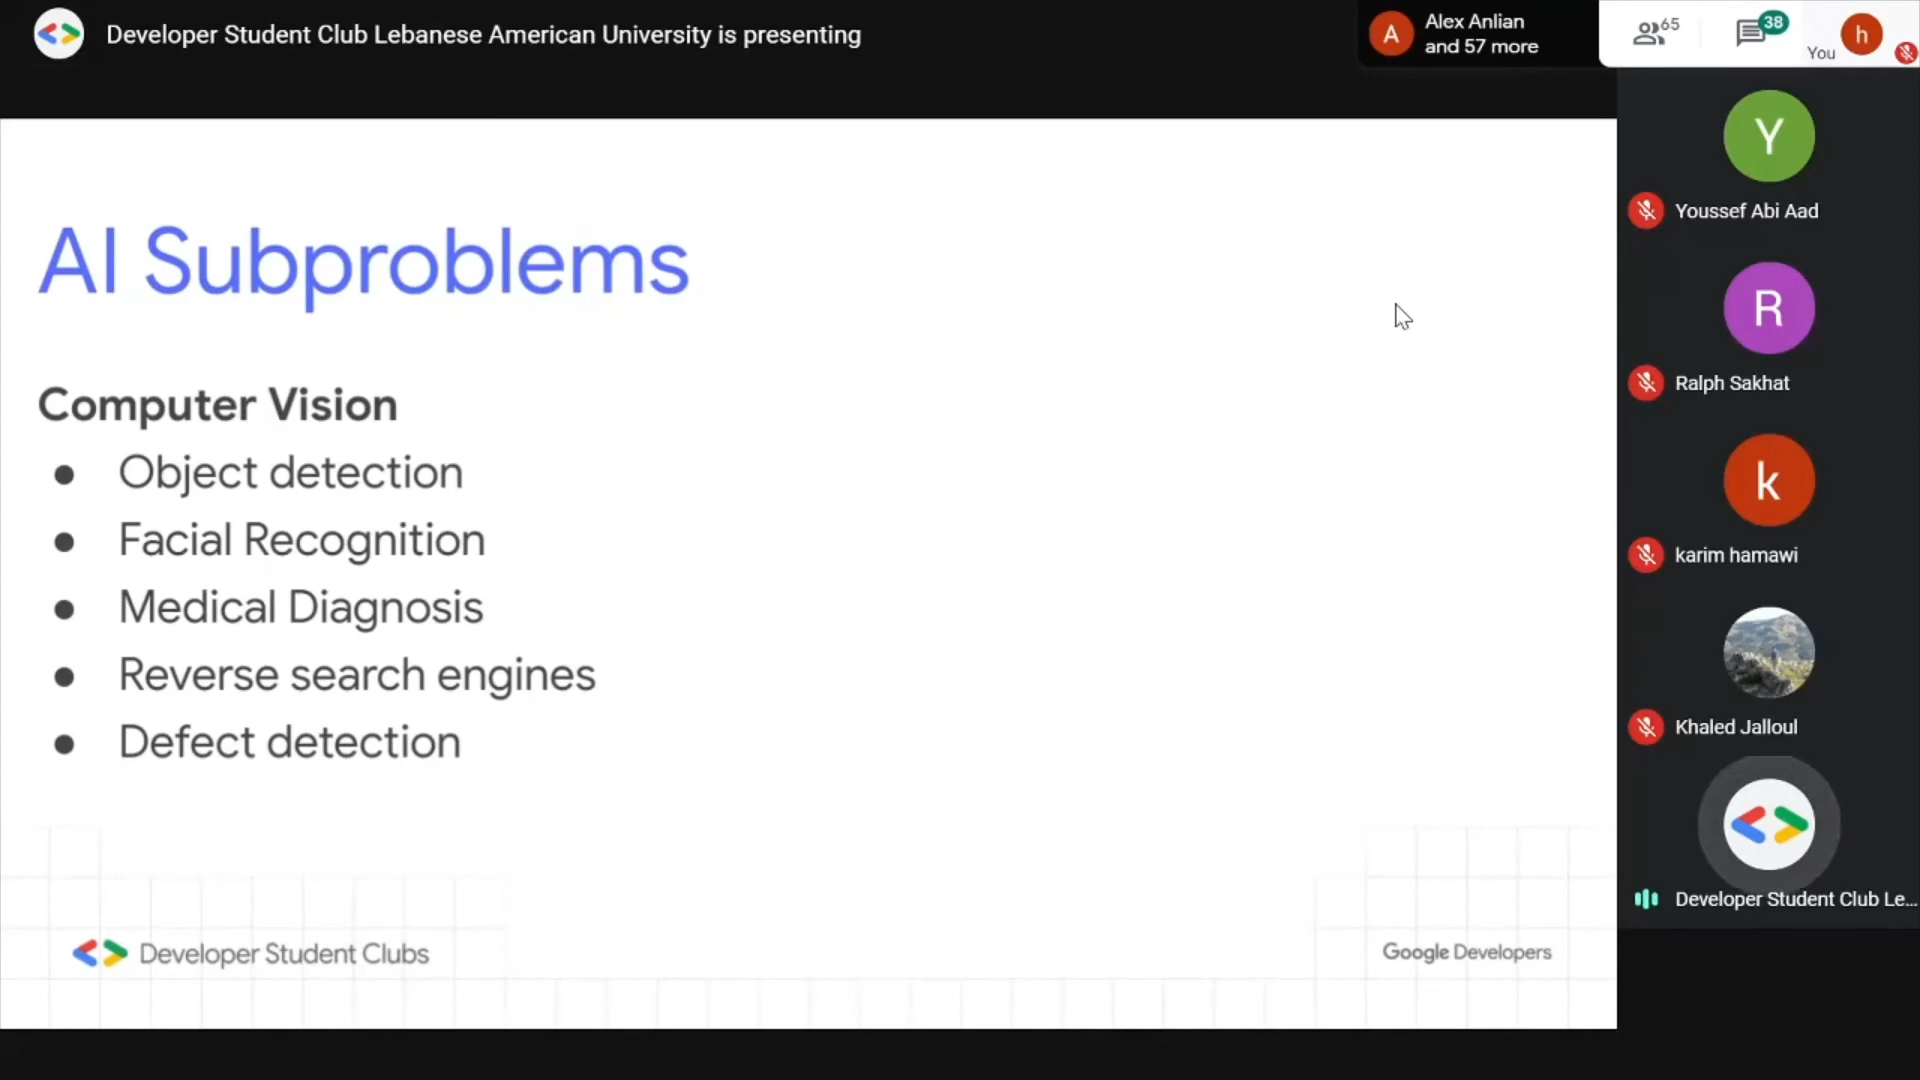 Developer Student Club Lebanese American University is presenting
A
Alex Anlian
and 57 more
65
38
You
h
AI Subproblems
Computer Vision
● Object detection
● Facial Recognition
● Medical Diagnosis
● Reverse search engines
● Defect detection
Developer Student Clubs
Google Developers
Y
Youssef Abi Aad
R
Ralph Sakhat
k
karim hamawi
Khaled Jalloul
Developer Student Club Le...